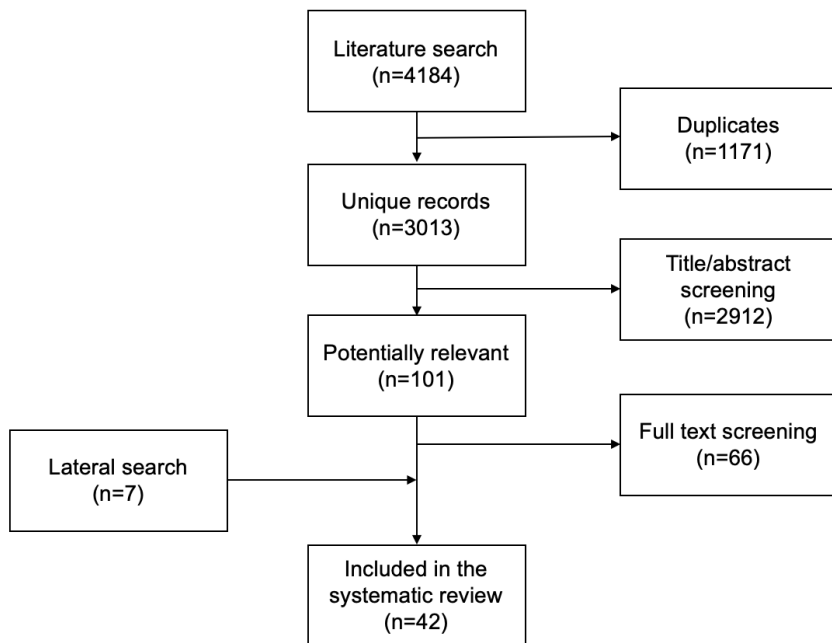 Literature search
(n=4184)
Duplicates
(n=1171)
Unique records
(n=3013)
Title/abstract
screening
(n=2912)
Potentially relevant
(n=101)
Full text screening
(n=66)
Lateral search
(n=7)
Included in the
systematic review
(n=42)